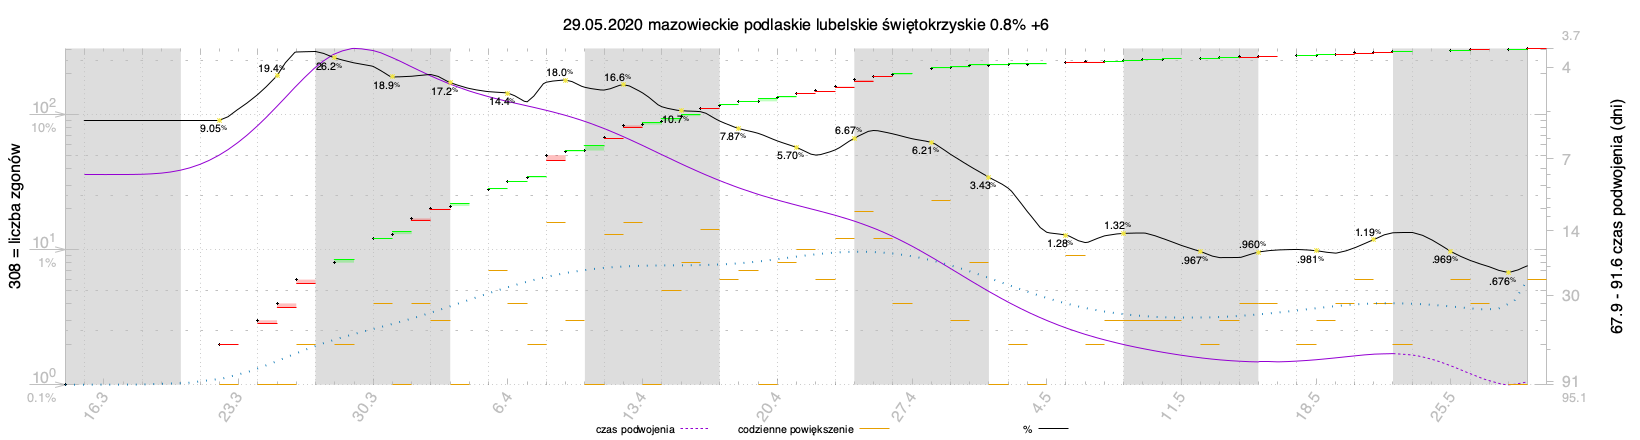 29.05.2020 mazowieckie podlaskie lubelskie świętokrzyskie 0.8% +6
308 = liczba zgonów
10² 10¹ 10⁰
10% 1% 0.1%
9.05% 19.4% 26.2% 18.9% 17.2% 14.4% 18.0% 16.6% 10.7% 7.87% 5.70% 6.67% 6.21% 3.43% 1.28% 1.32% .967% .960% .981% 1.19% .969% .676%
3.7 4 7 14 30 91 95.1
67.9 - 91.6 czas podwojenia (dni)
16.3 23.3 30.3 6.4 13.4 20.4 27.4 4.5 11.5 18.5 25.5
czas podwojenia codzienne powiększenie %